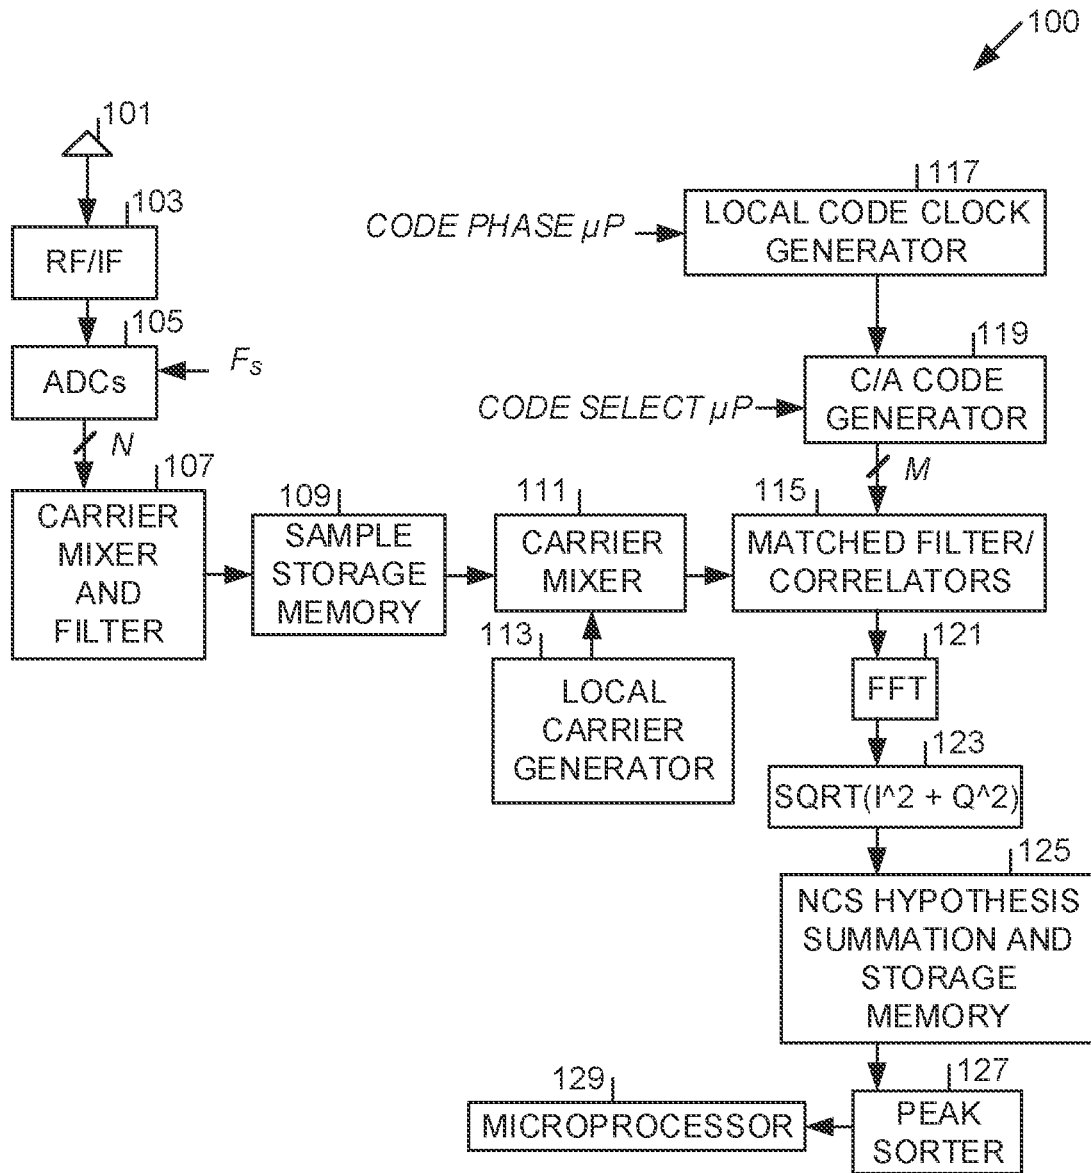 100
101
103
RF/IF
105
ADCs
Fs
N
107
CARRIER
MIXER
AND
FILTER
109
SAMPLE
STORAGE
MEMORY
111
CARRIER
MIXER
113
LOCAL
CARRIER
GENERATOR
117
CODE PHASE µP
LOCAL CODE CLOCK
GENERATOR
119
CODE SELECT µP
C/A CODE
GENERATOR
M
115
MATCHED FILTER/
CORRELATORS
121
FFT
123
SQRT(I^2 + Q^2)
125
NCS HYPOTHESIS
SUMMATION AND
STORAGE
MEMORY
127
PEAK
SORTER
129
MICROPROCESSOR